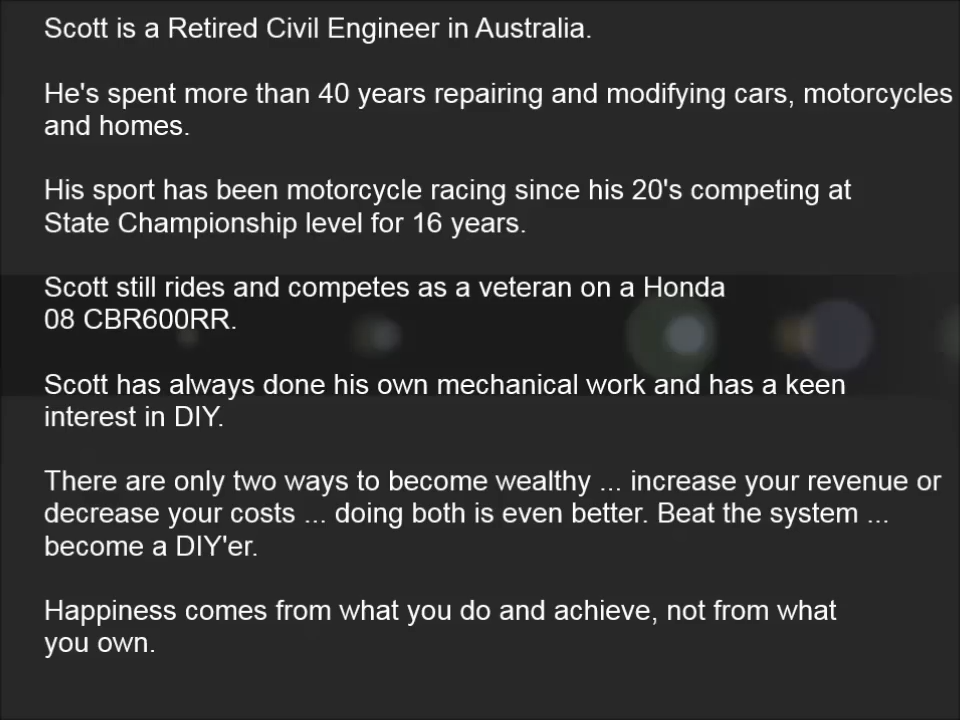 Scott is a Retired Civil Engineer in Australia.
He's spent more than 40 years repairing and modifying cars, motorcycles
and homes.
His sport has been motorcycle racing since his 20's competing at
State Championship level for 16 years.
Scott still rides and competes as a veteran on a Honda
08 CBR600RR.
Scott has always done his own mechanical work and has a keen
interest in DIY.
There are only two ways to become wealthy ... increase your revenue or
decrease your costs ... doing both is even better. Beat the system ...
become a DIY'er.
Happiness comes from what you do and achieve, not from what
you own.